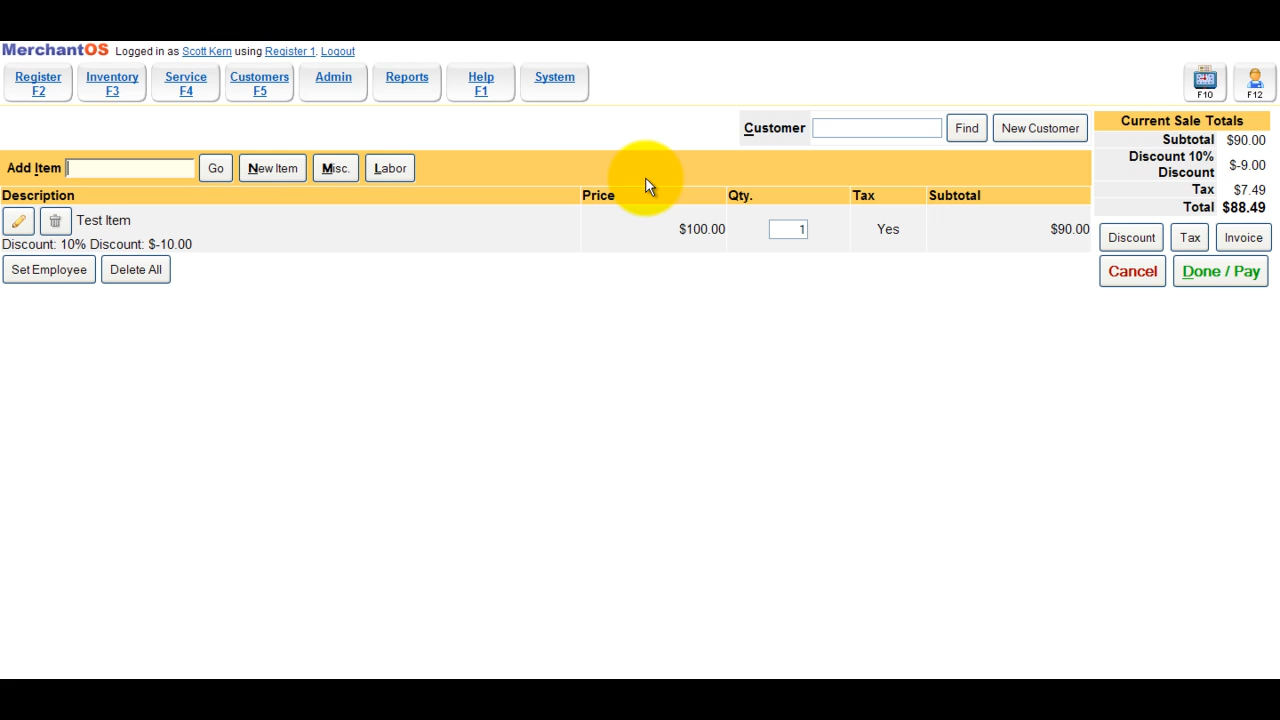 MerchantOS Logged in as Scott Kern using Register 1. Logout
Register F2
Inventory F3
Service F4
Customers F5
Admin
Reports
Help F1
System
F10
F12
Customer Find New Customer
Add Item Go New Item Misc. Labor
Description Price Qty. Tax Subtotal
Test Item $100.00 1 Yes $90.00
Discount: 10% Discount: $-10.00
Set Employee Delete All
Current Sale Totals
Subtotal $90.00
Discount 10% Discount $-9.00
Tax $7.49
Total $88.49
Discount Tax Invoice
Cancel Done / Pay